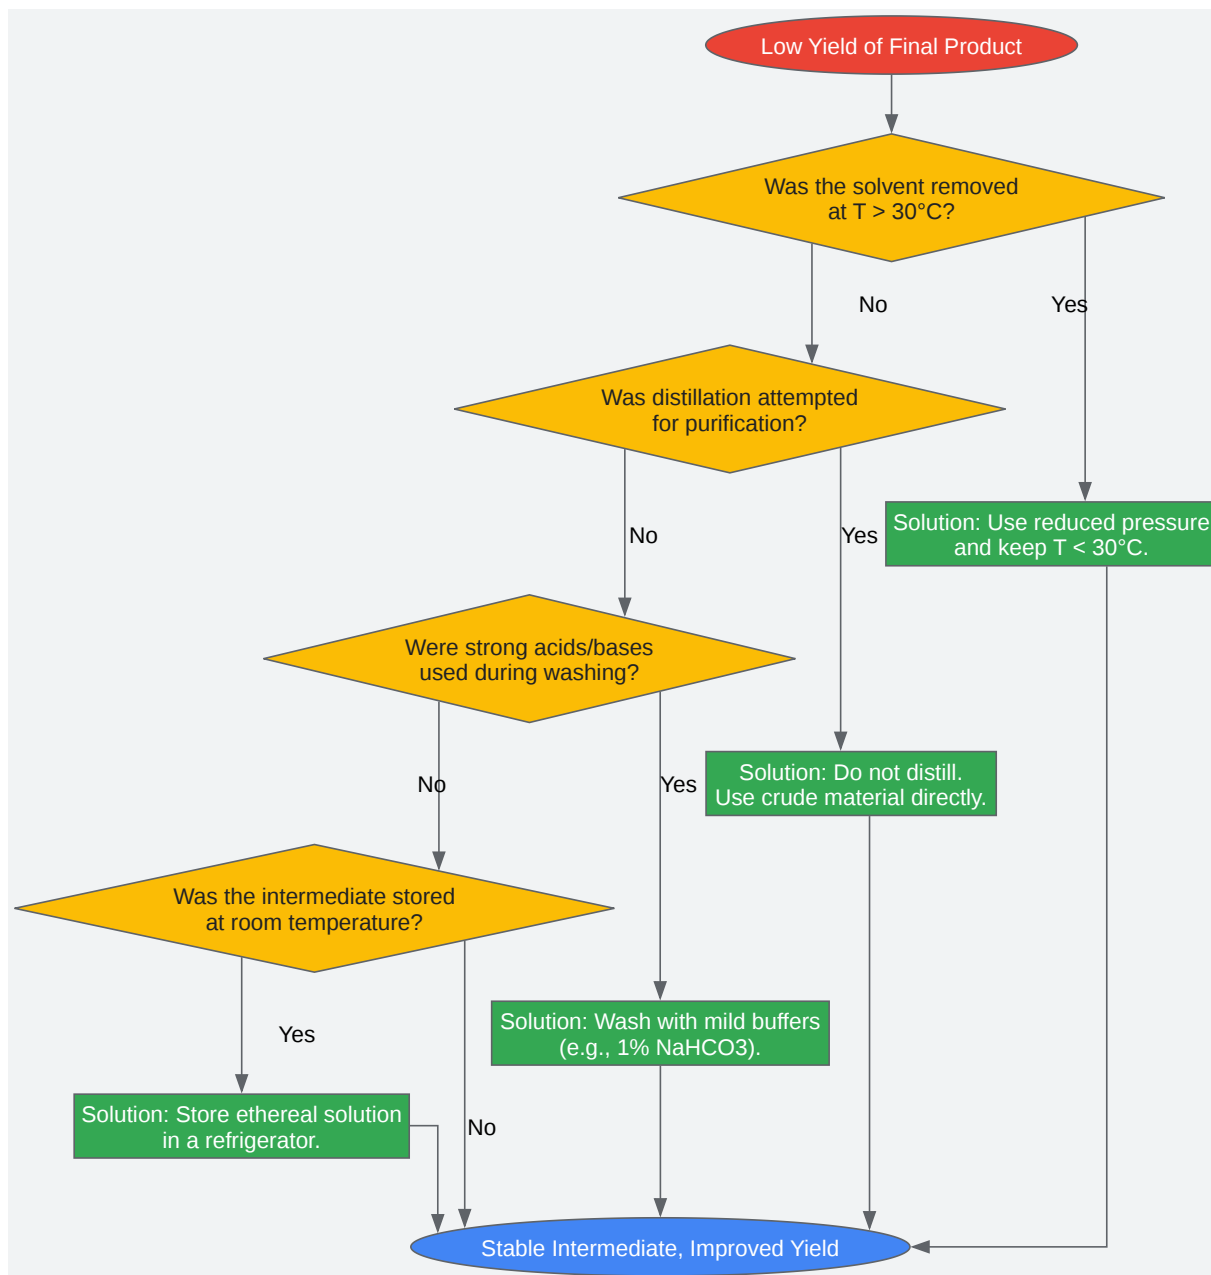 Low Yield of Final Product
Was the solvent removed
at T > 30°C?
No
Yes
Was distillation attempted
for purification?
Solution: Use reduced pressure
and keep T < 30°C.
No
Yes
Were strong acids/bases
used during washing?
No
Yes
Solution: Do not distill.
Use crude material directly.
Was the intermediate stored
at room temperature?
Yes
Solution: Wash with mild buffers
(e.g., 1% NaHCO3).
Solution: Store ethereal solution
in a refrigerator.
No
Stable Intermediate, Improved Yield